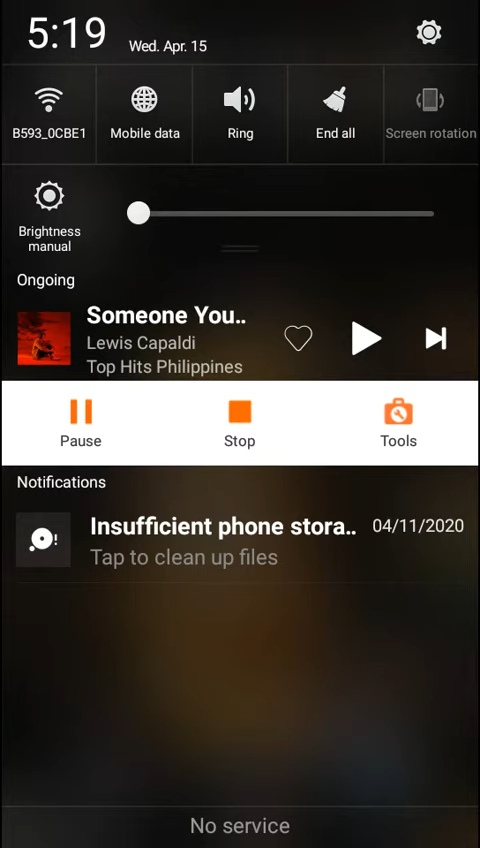 5:19
Wed. Apr. 15
B593_0CBE1
Mobile data
Ring
End all
Screen rotation
Brightness
manual
Ongoing
Someone You..
Lewis Capaldi
Top Hits Philippines
Pause
Stop
Tools
Notifications
Insufficient phone stora..
04/11/2020
Tap to clean up files
No service